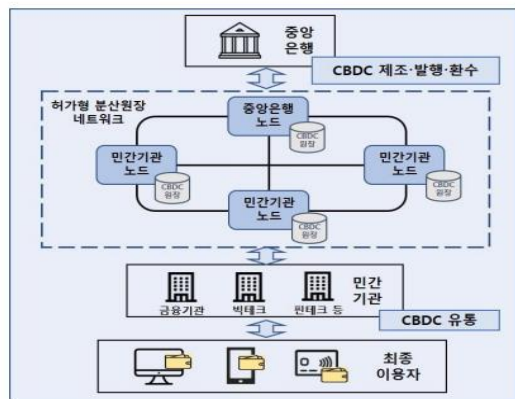 중앙
은행
CBDC 제조·발행·환수
허가형 분산원장
네트워크
중앙은행
노드
CBDC
원장
민간기관
노드
CBDC
원장
민간기관
노드
CBDC
원장
민간기관
노드
CBDC
원장
민간
기관
금융기관 빅테크 핀테크 등
CBDC 유통
최종
이용자